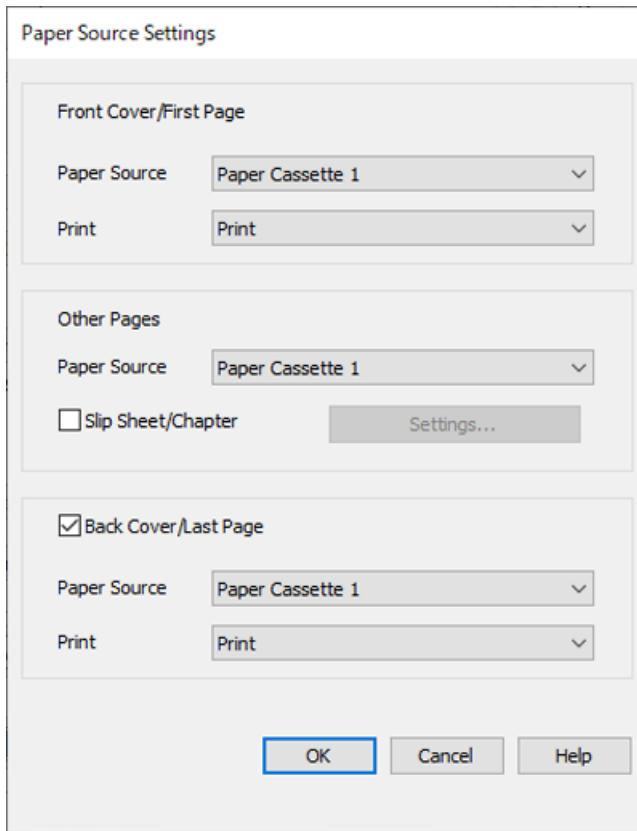 Paper Source Settings
Front Cover/First Page
Paper Source Paper Cassette 1
Print Print
Other Pages
Paper Source Paper Cassette 1
Slip Sheet/Chapter Settings...
Back Cover/Last Page
Paper Source Paper Cassette 1
Print Print
OK Cancel Help